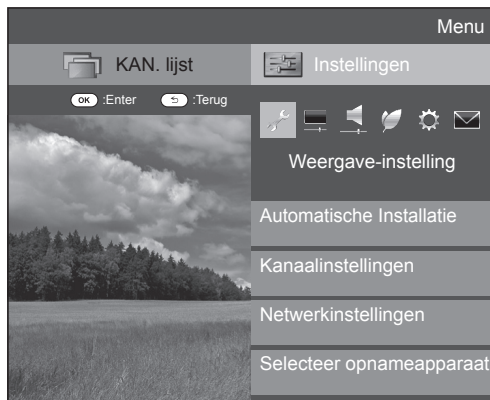 Menu
KAN. lijst
Instellingen
OK :Enter :Terug
Weergave-instelling
Automatische Installatie
Kanaalinstellingen
Netwerkinstellingen
Selecteer opnameapparaat